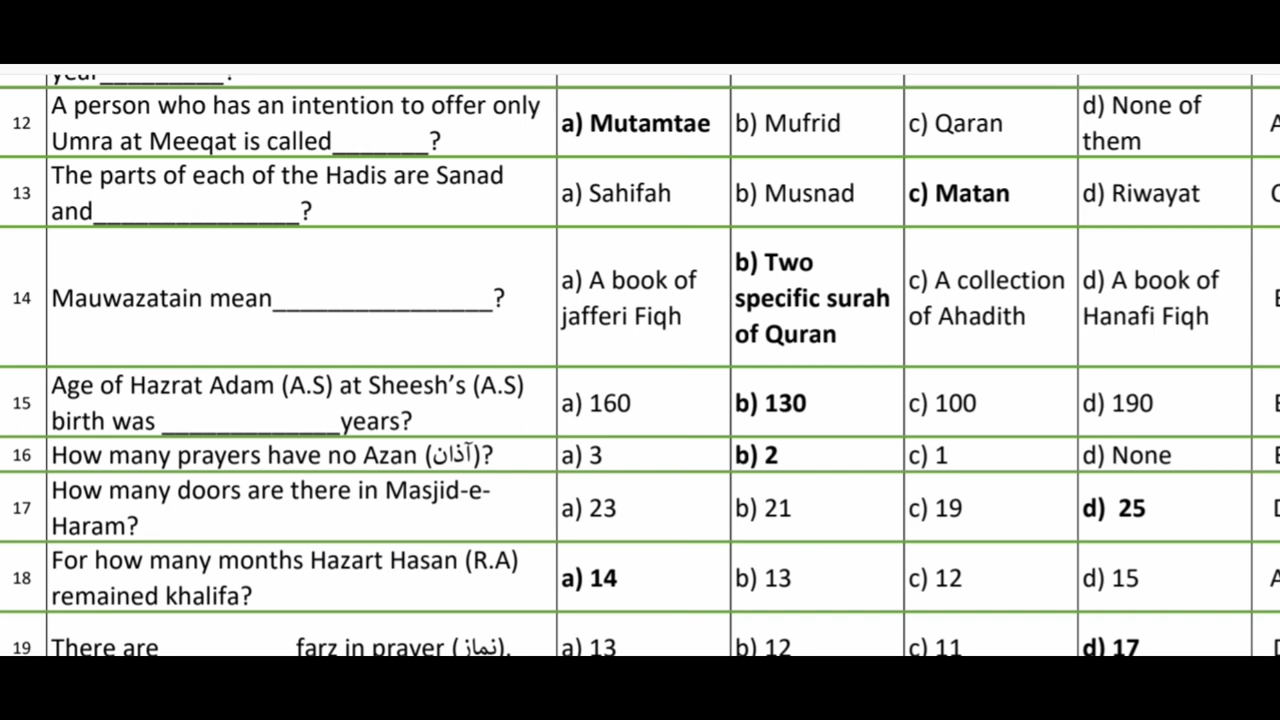 year_________?
12 A person who has an intention to offer only
Umra at Meeqat is called_______?
a) Mutamtae
b) Mufrid
c) Qaran
d) None of
them
A
13 The parts of each of the Hadis are Sanad
and_______________?
a) Sahifah
b) Musnad
c) Matan
d) Riwayat
14 Mauwazatain mean________________?
a) A book of
jafferi Fiqh
b) Two
specific surah
of Quran
c) A collection
of Ahadith
d) A book of
Hanafi Fiqh
15 Age of Hazrat Adam (A.S) at Sheesh’s (A.S)
birth was _____________years?
a) 160
b) 130
c) 100
d) 190
16 How many prayers have no Azan (آذان)?
a) 3
b) 2
c) 1
d) None
17 How many doors are there in Masjid-e-
Haram?
a) 23
b) 21
c) 19
d) 25
18 For how many months Hazart Hasan (R.A)
remained khalifa?
a) 14
b) 13
c) 12
d) 15
A
19 There are farz in prayer (نماز).
a) 13
b) 12
c) 11
d) 17